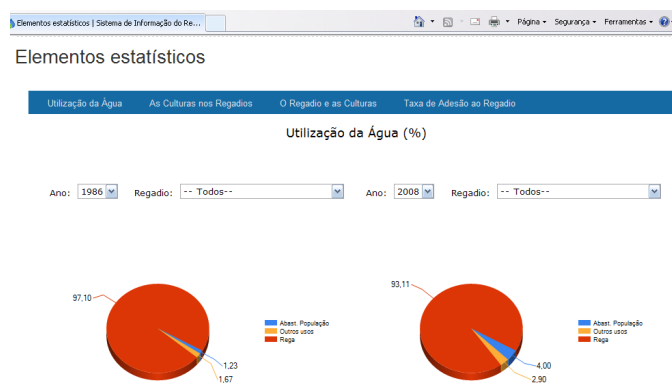 Elementos estatísticos | Sistema de Informação do Re...
Página
Segurança
Ferramentas
Elementos estatísticos
Utilização da Água As Culturas nos Regadios O Regadio e as Culturas Taxa de Adesão ao Regadio
Utilização da Água (%)
Ano: 1986 Regadio: -- Todos-- Ano: 2008 Regadio: -- Todos--
97,10
Abast. População
Outros usos
Rega
1,23
1,67
93,11
Abast. População
Outros usos
Rega
4,00
2,90